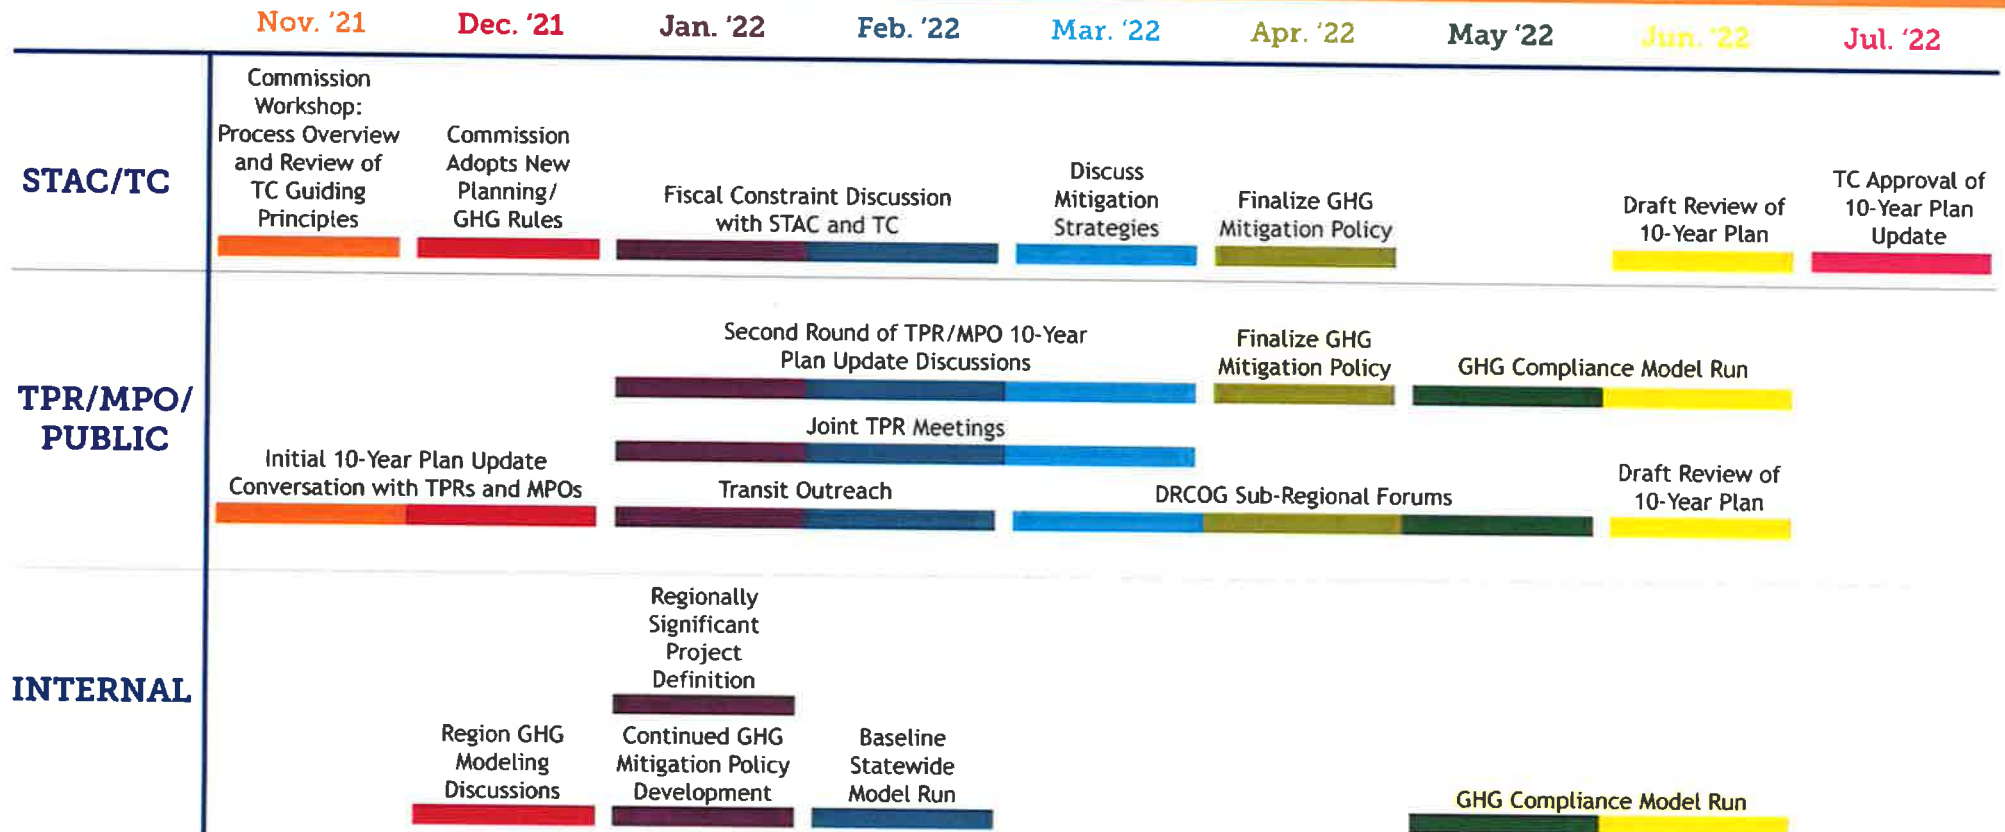 Nov. '21
Dec. '21
Jan. '22
Feb. '22
Mar. '22
Apr. '22
May '22
Jun. '22
Jul. '22
STAC/TC
Commission
Workshop:
Process Overview
and Review of
TC Guiding
Principles
Commission
Adopts New
Planning/
GHG Rules
Fiscal Constraint Discussion
with STAC and TC
Discuss
Mitigation
Strategies
Finalize GHG
Mitigation Policy
Draft Review of
10-Year Plan
TC Approval of
10-Year Plan
Update
TPR/MPO/
PUBLIC
Second Round of TPR/MPO 10-Year
Plan Update Discussions
Finalize GHG
Mitigation Policy
GHG Compliance Model Run
Joint TPR Meetings
Initial 10-Year Plan Update
Conversation with TPRs and MPOs
Transit Outreach
DRCOG Sub-Regional Forums
Draft Review of
10-Year Plan
INTERNAL
Regionally
Significant
Project
Definition
Region GHG
Modeling
Discussions
Continued GHG
Mitigation Policy
Development
Baseline
Statewide
Model Run
GHG Compliance Model Run